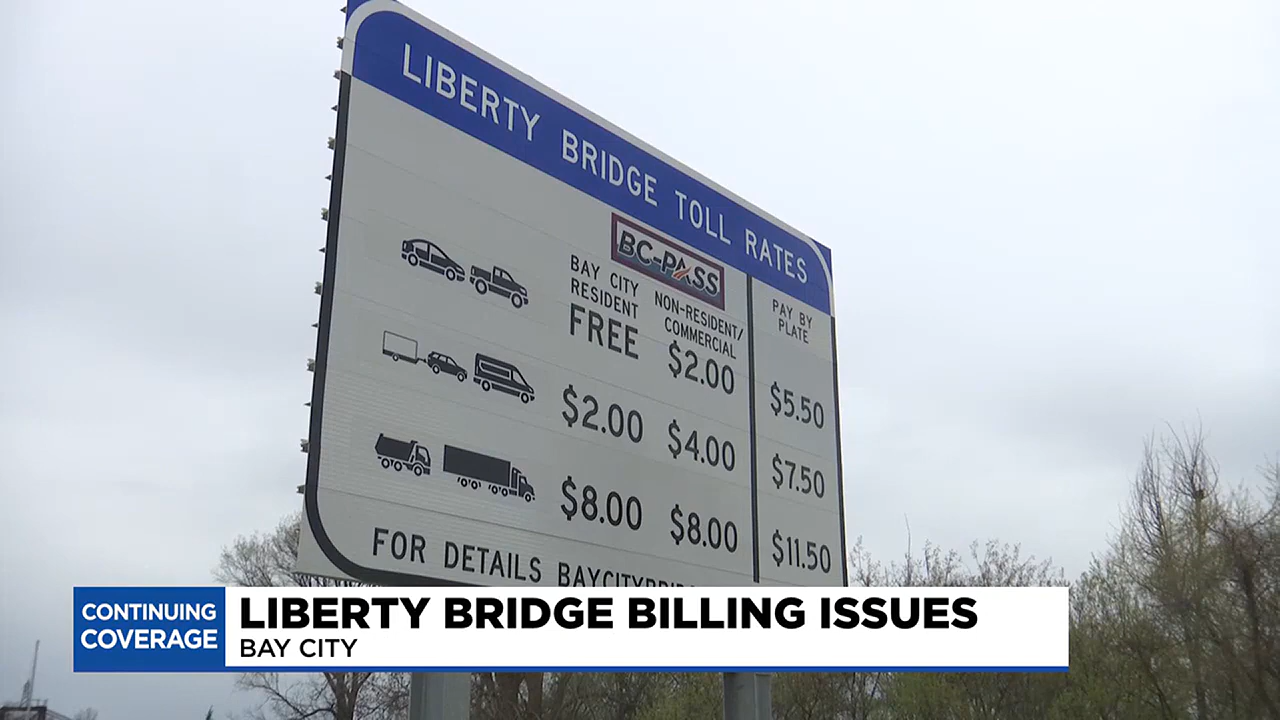 LIBERTY BRIDGE TOLL RATES
BC-PASS
BAY CITY RESIDENT
NON-RESIDENT/ COMMERCIAL
PAY BY PLATE
FREE $2.00 $5.50
$2.00 $4.00 $7.50
$8.00 $8.00 $11.50
FOR DETAILS
CONTINUING COVERAGE
LIBERTY BRIDGE BILLING ISSUES
BAY CITY